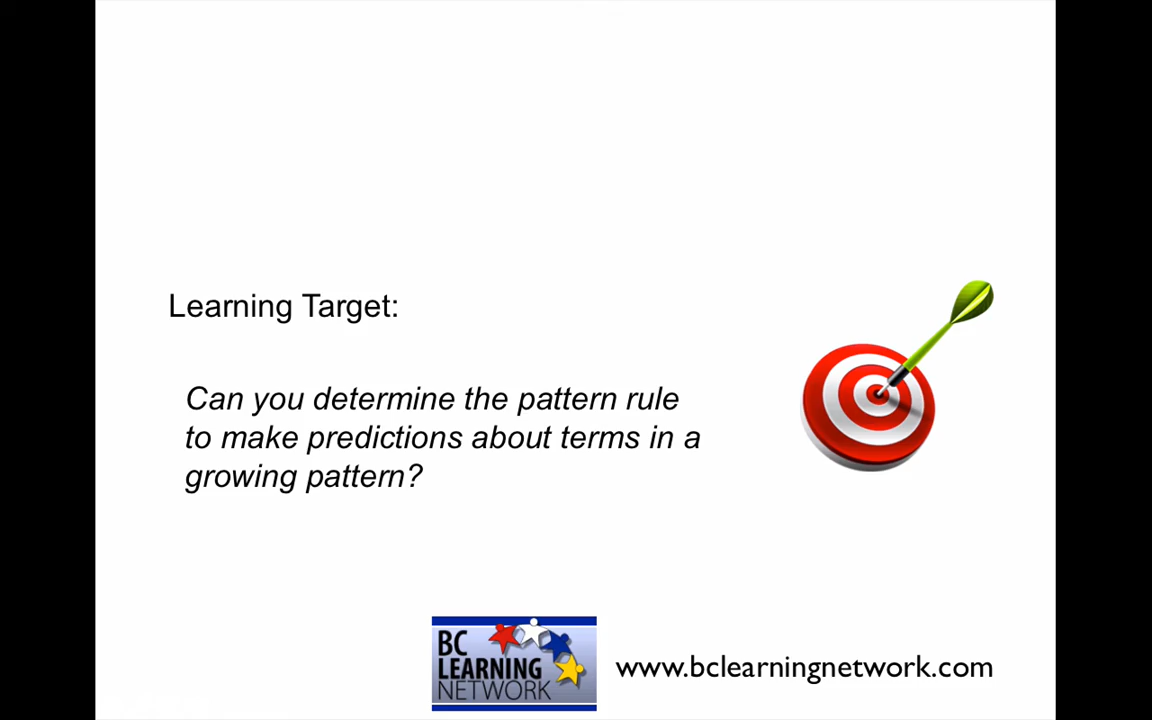 Learning Target:
Can you determine the pattern rule
to make predictions about terms in a
growing pattern?
BC
LEARNING
NETWORK
www.bclearningnetwork.com